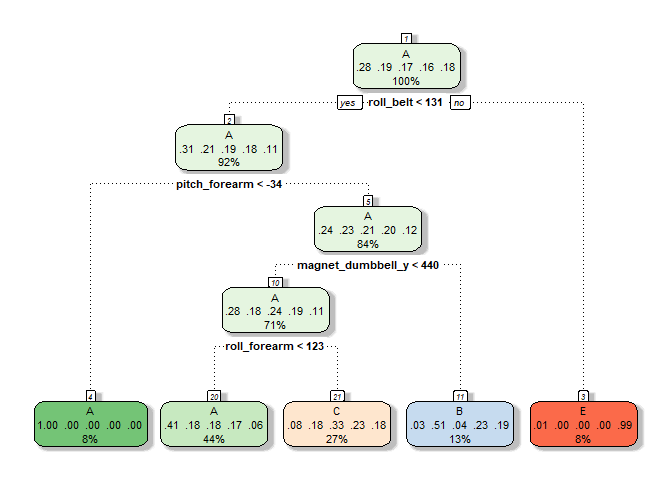 1
A
.28 .19 .17 .16 .18
100%
yes roll_belt < 131 no
2
A
.31 .21 .19 .18 .11
92%
pitch_forearm < -34
5
A
.24 .23 .21 .20 .12
84%
magnet_dumbbell_y < 440
10
A
.28 .18 .24 .19 .11
71%
roll_forearm < 123
4
A
1.00 .00 .00 .00 .00
8%
20
A
.41 .18 .18 .17 .06
44%
21
C
.08 .18 .33 .23 .18
27%
11
B
.03 .51 .04 .23 .19
13%
3
E
.01 .00 .00 .00 .99
8%